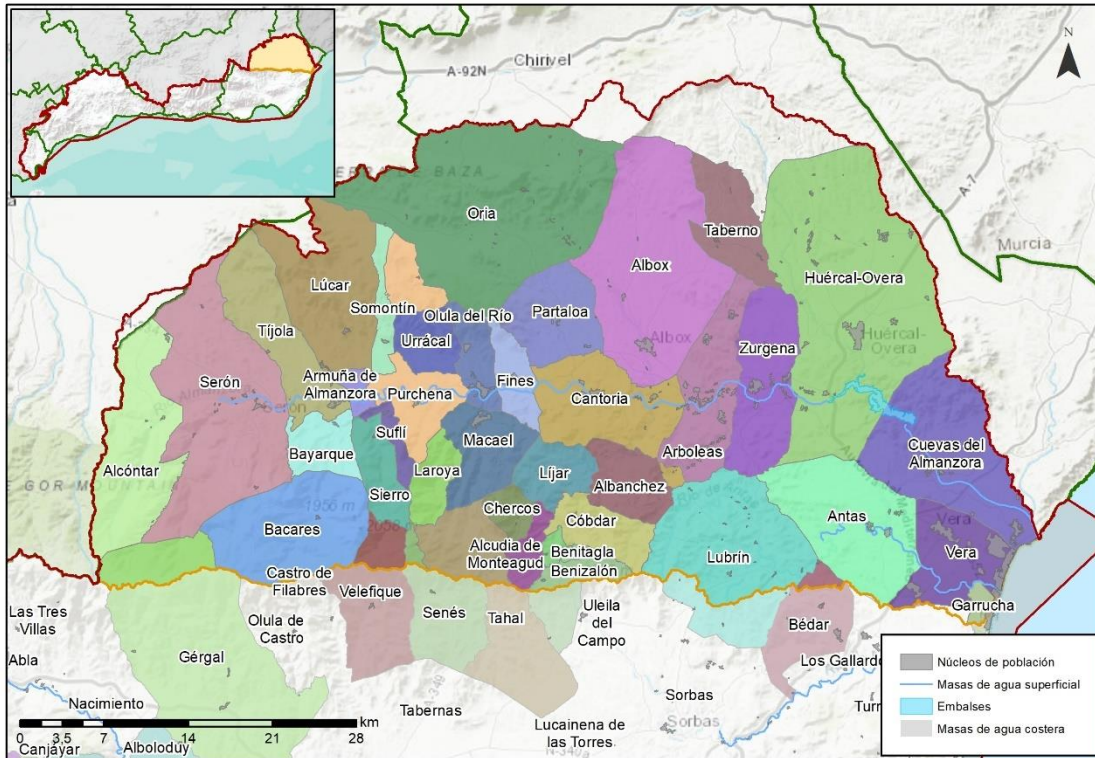 Chirivel
A-92N
N
A-7
Murcia
Oria
Taberno
Albox
Huércal-Overa
Lúcar
Somontín
Olula del Río
Partaloa
Tíjola
Urrácal
Albox
Huércal-
Overa
Zurgena
Serón
Armuña de
Almanzora
Purchena
Fines
Cantoria
Serón
Suflí
Macael
Cuevas del
Almanzora
Bayarque
Laroya
Líjar
Arboleas
Alcóntar
Sierro
Albanchez
Chercos
Bacares
Cóbdar
Antas
Vera
Alcudia de
Monteagud
Benitagla
Benizalón
Lubrín
Vera
Castro de
Filabres
Velefique
Garrucha
Las Tres
Villas
Olula de
Castro
Senés
Tahal
Uleila
del
Campo
Bédar
Abla
Gérgal
Los Gallardo
Nacimiento
Sorbas
Sorbas
Tabernas
Lucainena de
las Torres
Turr
km
0 3,5 7 14 21 28
Canjáyar
Alboloduy
N-340a
Núcleos de población
Masas de agua superficial
Embalses
Masas de agua costera